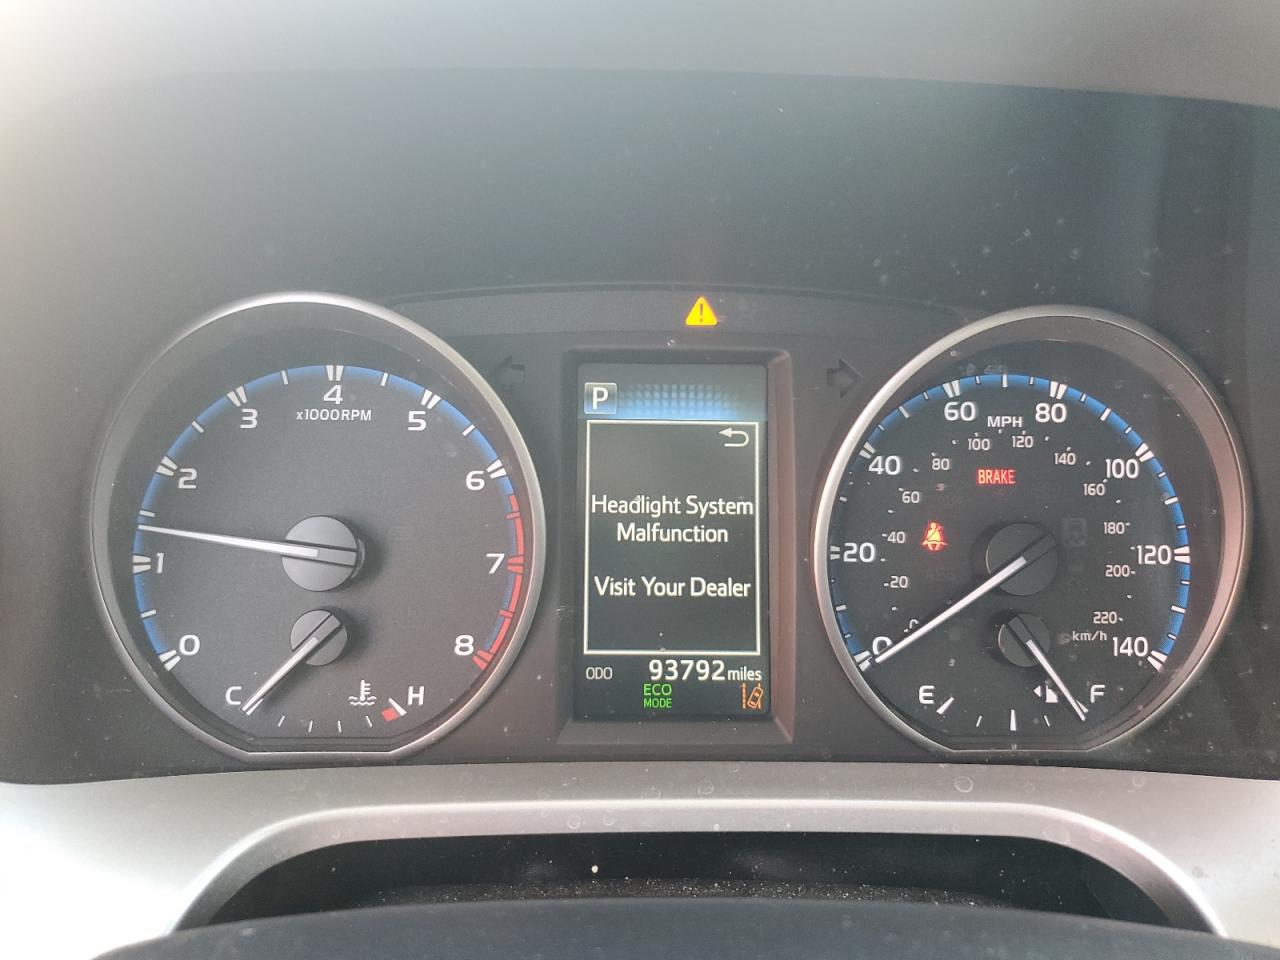 P
Headlight System
Malfunction
Visit Your Dealer
ODO 93792 miles
ECO
MODE
0
1
2
3
4
x1000RPM
5
6
7
8
C
H
0
20
40
60
MPH
80
100
120
140
0
20
40
60
80
100
120
140
160
180
200
220
km/h
BRAKE
E
F